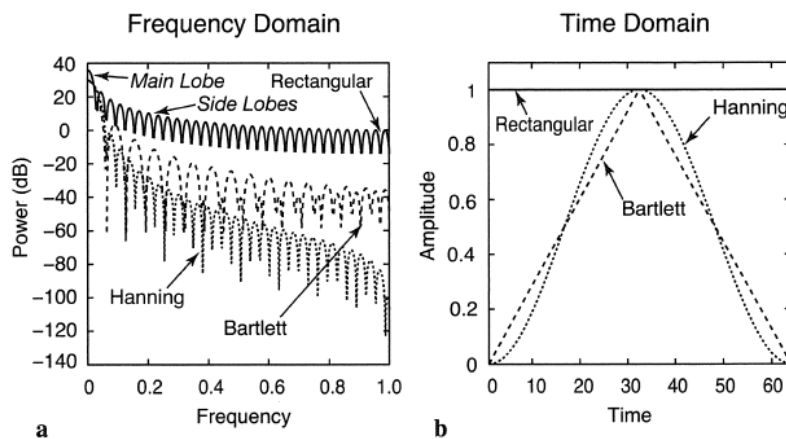 Frequency Domain
Time Domain
40
20
0
−20
−40
−60
−80
−100
−120
−140
Power (dB)
Main Lobe
Side Lobes
Rectangular
Hanning
Bartlett
0 0.2 0.4 0.6 0.8 1.0
Frequency
a
1
0.8
0.6
0.4
0.2
0
Amplitude
Rectangular
Hanning
Bartlett
0 10 20 30 40 50 60
Time
b